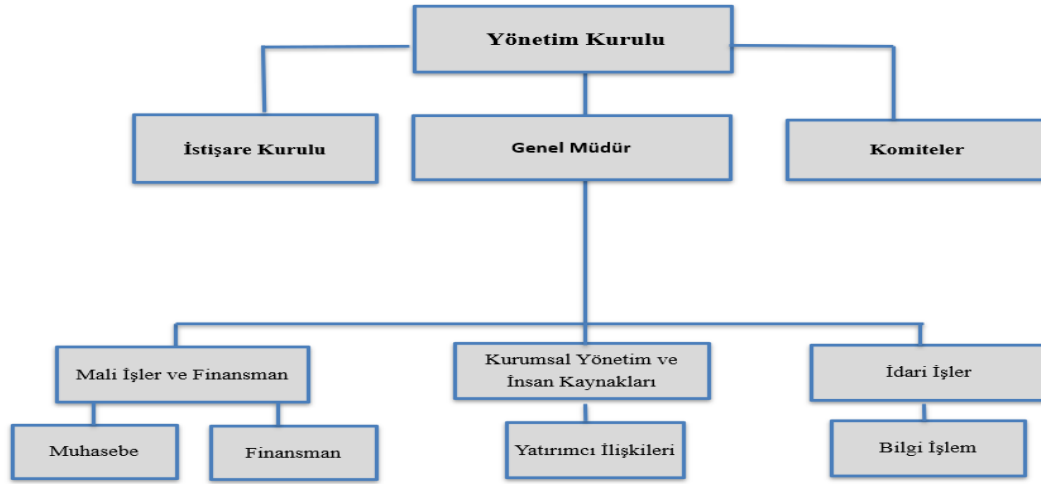 Yönetim Kurulu
İstişare Kurulu
Genel Müdür
Komiteler
Mali İşler ve Finansman
Kurumsal Yönetim ve
İnsan Kaynakları
İdari İşler
Muhasebe
Finansman
Yatırımcı İlişkileri
Bilgi İşlem